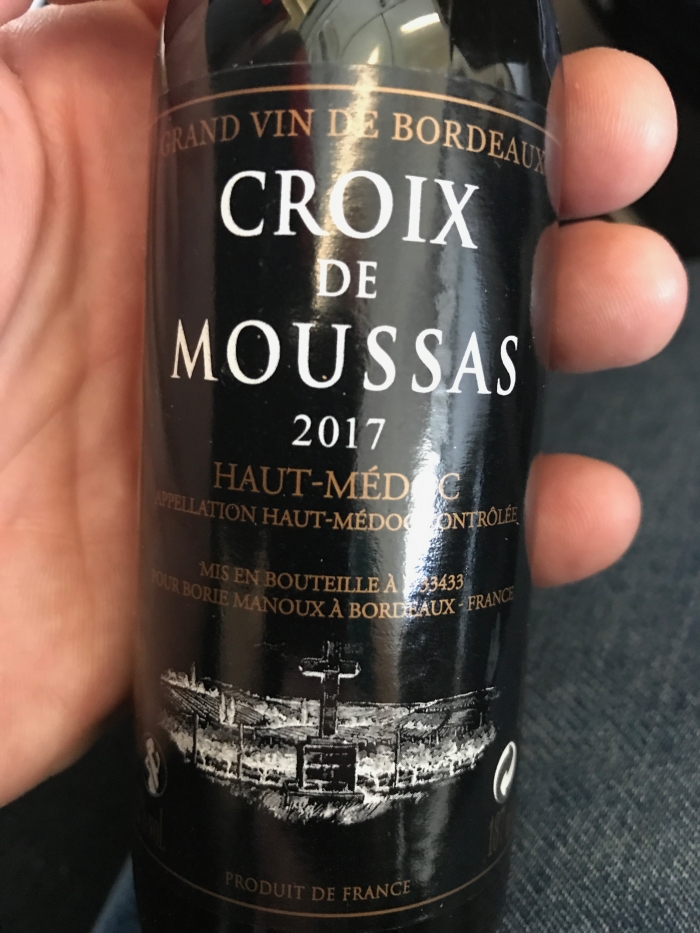 GRAND VIN DE BORDEAUX
CROIX
DE
MOUSSAS
2017
HAUT-MÉDOC
APPELLATION HAUT-MÉDOC CONTRÔLÉE
MIS EN BOUTEILLE À 33433
POUR BORIE MANOUX À BORDEAUX - FRANCE
PRODUIT DE FRANCE